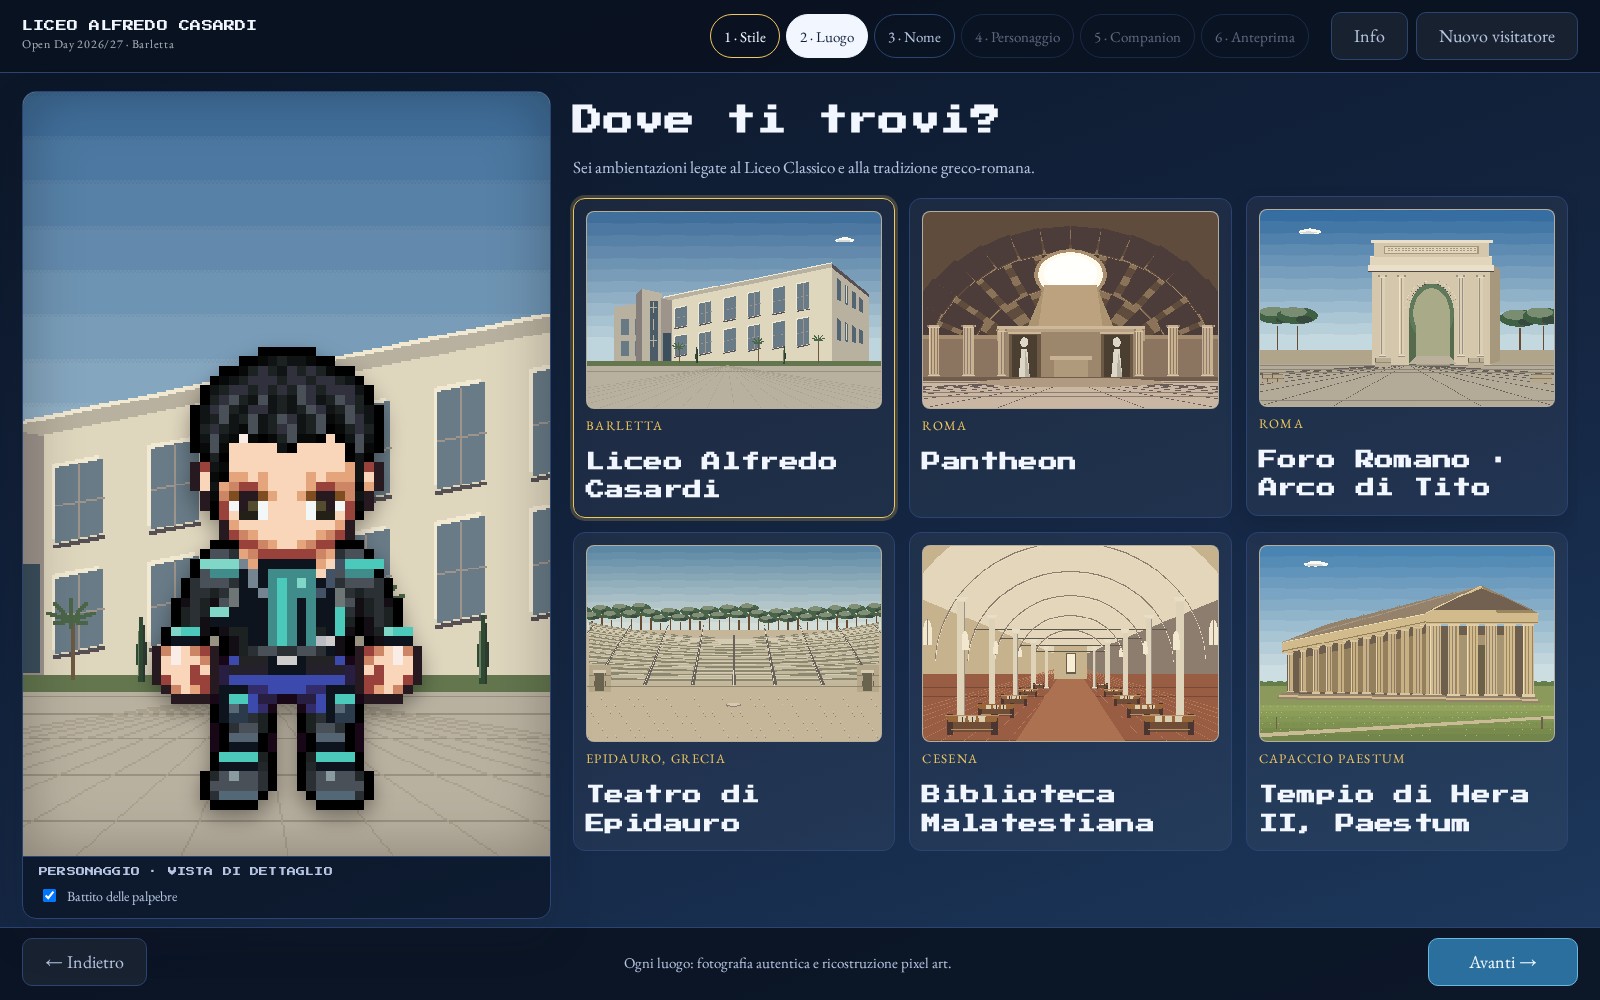 LICEO ALFREDO CASARDI
Open Day 2026/27 · Barletta
1 · Stile
2 · Luogo
3 · Nome
4 · Personaggio
5 · Companion
6 · Anteprima
Info
Nuovo visitatore
Dove ti trovi?
Sei ambientazioni legate al Liceo Classico e alla tradizione greco-romana.
BARLETTA
Liceo Alfredo
Casardi
ROMA
Pantheon
ROMA
Foro Romano ·
Arco di Tito
EPIDAURO, GRECIA
Teatro di
Epidauro
CESENA
Biblioteca
Malatestiana
CAPACCIO PAESTUM
Tempio di Hera
II, Paestum
PERSONAGGIO · VISTA DI DETTAGLIO
Battito delle palpebre
← Indietro
Ogni luogo: fotografia autentica e ricostruzione pixel art.
Avanti →